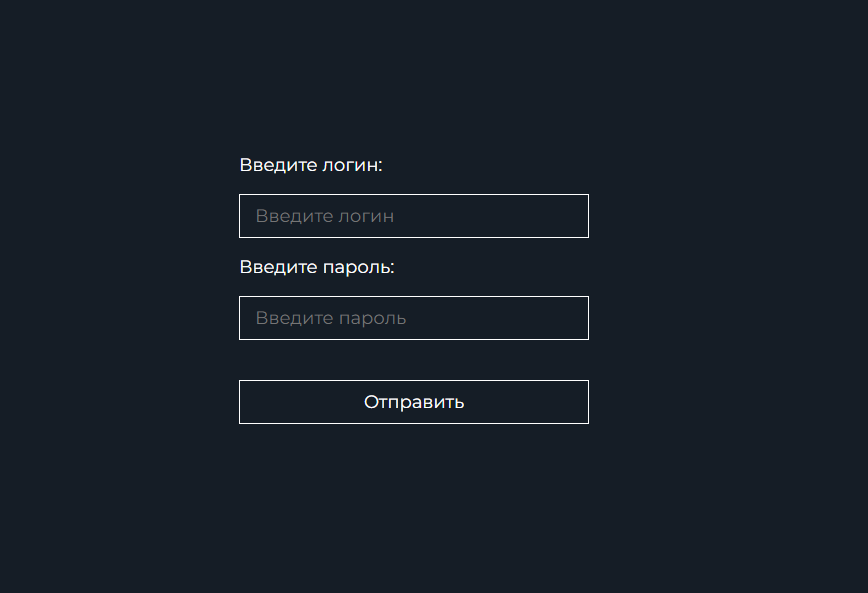 Введите логин:
Введите логин
Введите пароль:
Введите пароль
Отправить